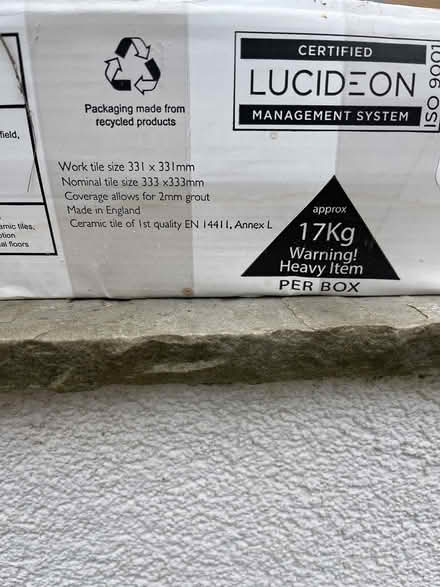 Packaging made from
recycled products
CERTIFIED
LUCIDEON
MANAGEMENT SYSTEM
ISO 9001
field,
amic tiles,
al floors
Work tile size 331 x 331mm
Nominal tile size 333 x333mm
Coverage allows for 2mm grout
Made in England
Ceramic tile of 1st quality EN 14411, Annex L
approx
17Kg
Warning!
Heavy Item
PER BOX